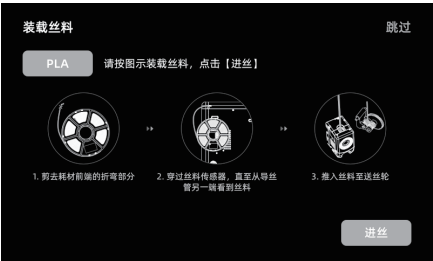 装载丝料
跳过
PLA
请按图示装载丝料，点击【进丝】
1. 剪去耗材前端的折弯部分
2. 穿过丝料传感器，直至从导丝
管另一端看到丝料
3. 推入丝料至送丝轮
进丝